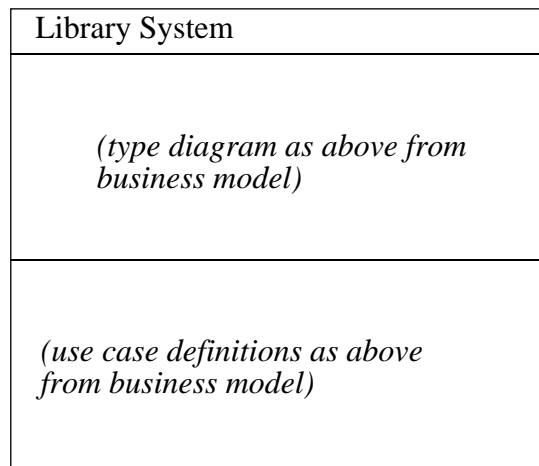 Library System
(type diagram as above from
business model)
(use case definitions as above
from business model)